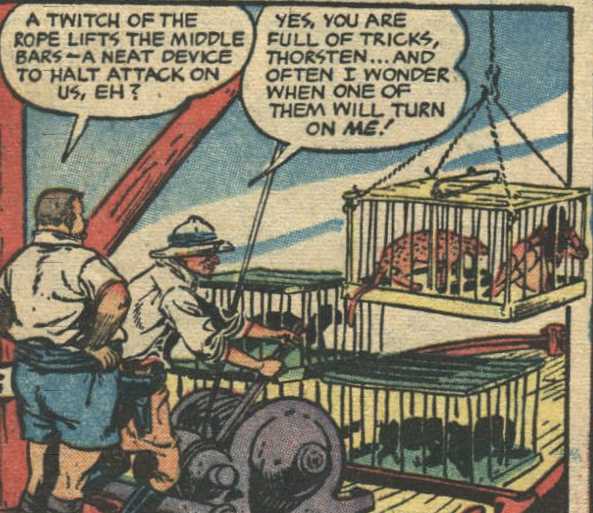 A TWITCH OF THE
ROPE LIFTS THE MIDDLE
BARS—A NEAT DEVICE
TO HALT ATTACK ON
US, EH?
YES, YOU ARE
FULL OF TRICKS,
THORSTEN...AND
OFTEN I WONDER
WHEN ONE OF
THEM WILL TURN
ON ME!